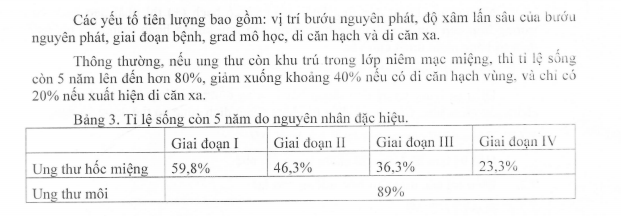 Các yếu tố tiên lượng bao gồm: vị trí bướu nguyên phát, độ xâm lấn sâu của bướu
nguyên phát, giai đoạn bệnh, grad mô học, di căn hạch và di căn xa.
Thông thường, nếu ung thư còn khu trú trong lớp niêm mạc miệng, thì tỉ lệ sống
còn 5 năm lên đến hơn 80%, giảm xuống khoảng 40% nếu có di căn hạch vùng, và chỉ có
20% nếu xuất hiện di căn xa.
Bảng 3. Tỉ lệ sống còn 5 năm do nguyên nhân đặc hiệu.
Giai đoạn I Giai đoạn II Giai đoạn III Giai đoạn IV
Ung thư hốc miệng 59,8% 46,3% 36,3% 23,3%
Ung thư môi 89%